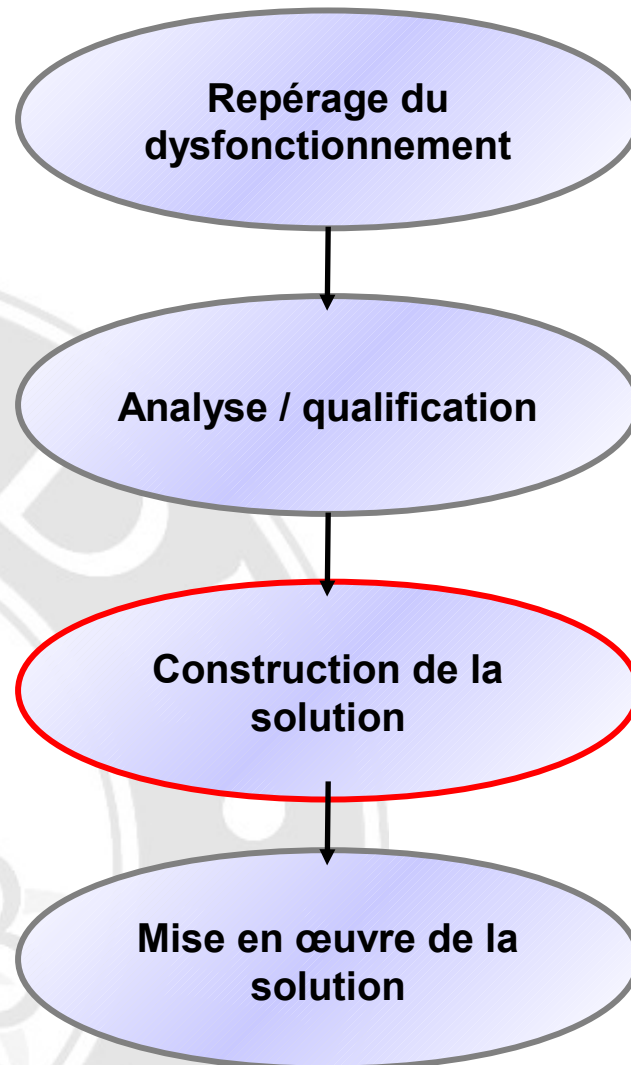 Repérage du
dysfonctionnement
Analyse / qualification
Construction de la
solution
Mise en œuvre de la
solution